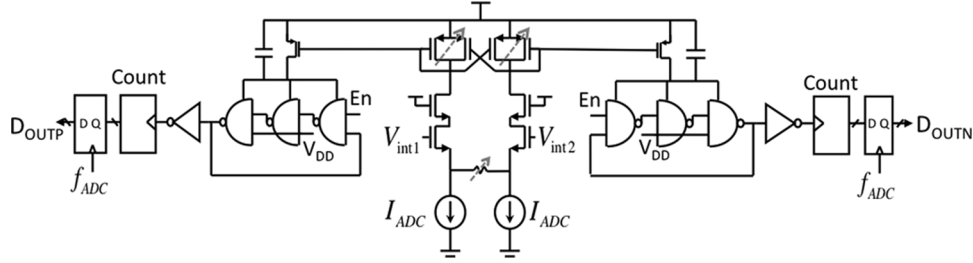 Count
En
D_OUTP
D Q
V_DD
f_ADC
V_int1
V_int2
I_ADC
I_ADC
En
V_DD
Count
D Q
D_OUTN
f_ADC